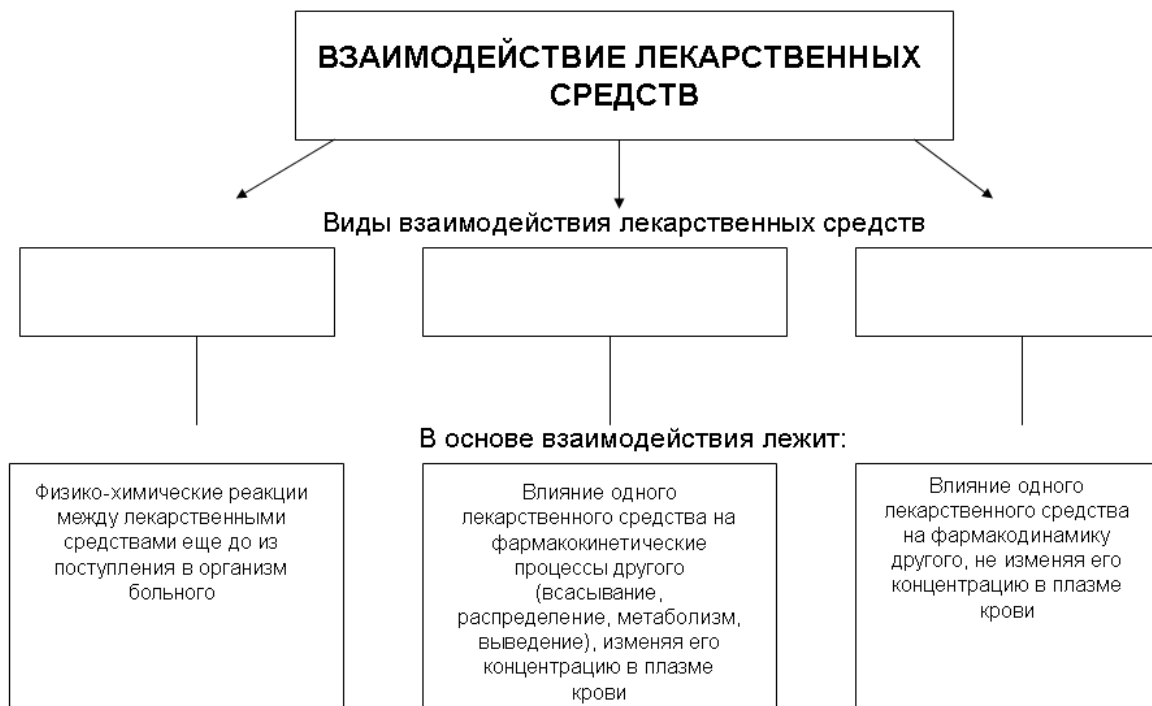 ВЗАИМОДЕЙСТВИЕ ЛЕКАРСТВЕННЫХ
СРЕДСТВ
Виды взаимодействия лекарственных средств
В основе взаимодействия лежит:
Физико-химические реакции
между лекарственными
средствами еще до из
поступления в организм
больного
Влияние одного
лекарственного средства на
фармакокинетические
процессы другого
(всасывание,
распределение, метаболизм,
выведение), изменяя его
концентрацию в плазме
крови
Влияние одного
лекарственного средства
на фармакодинамику
другого, не изменяя его
концентрацию в плазме
крови